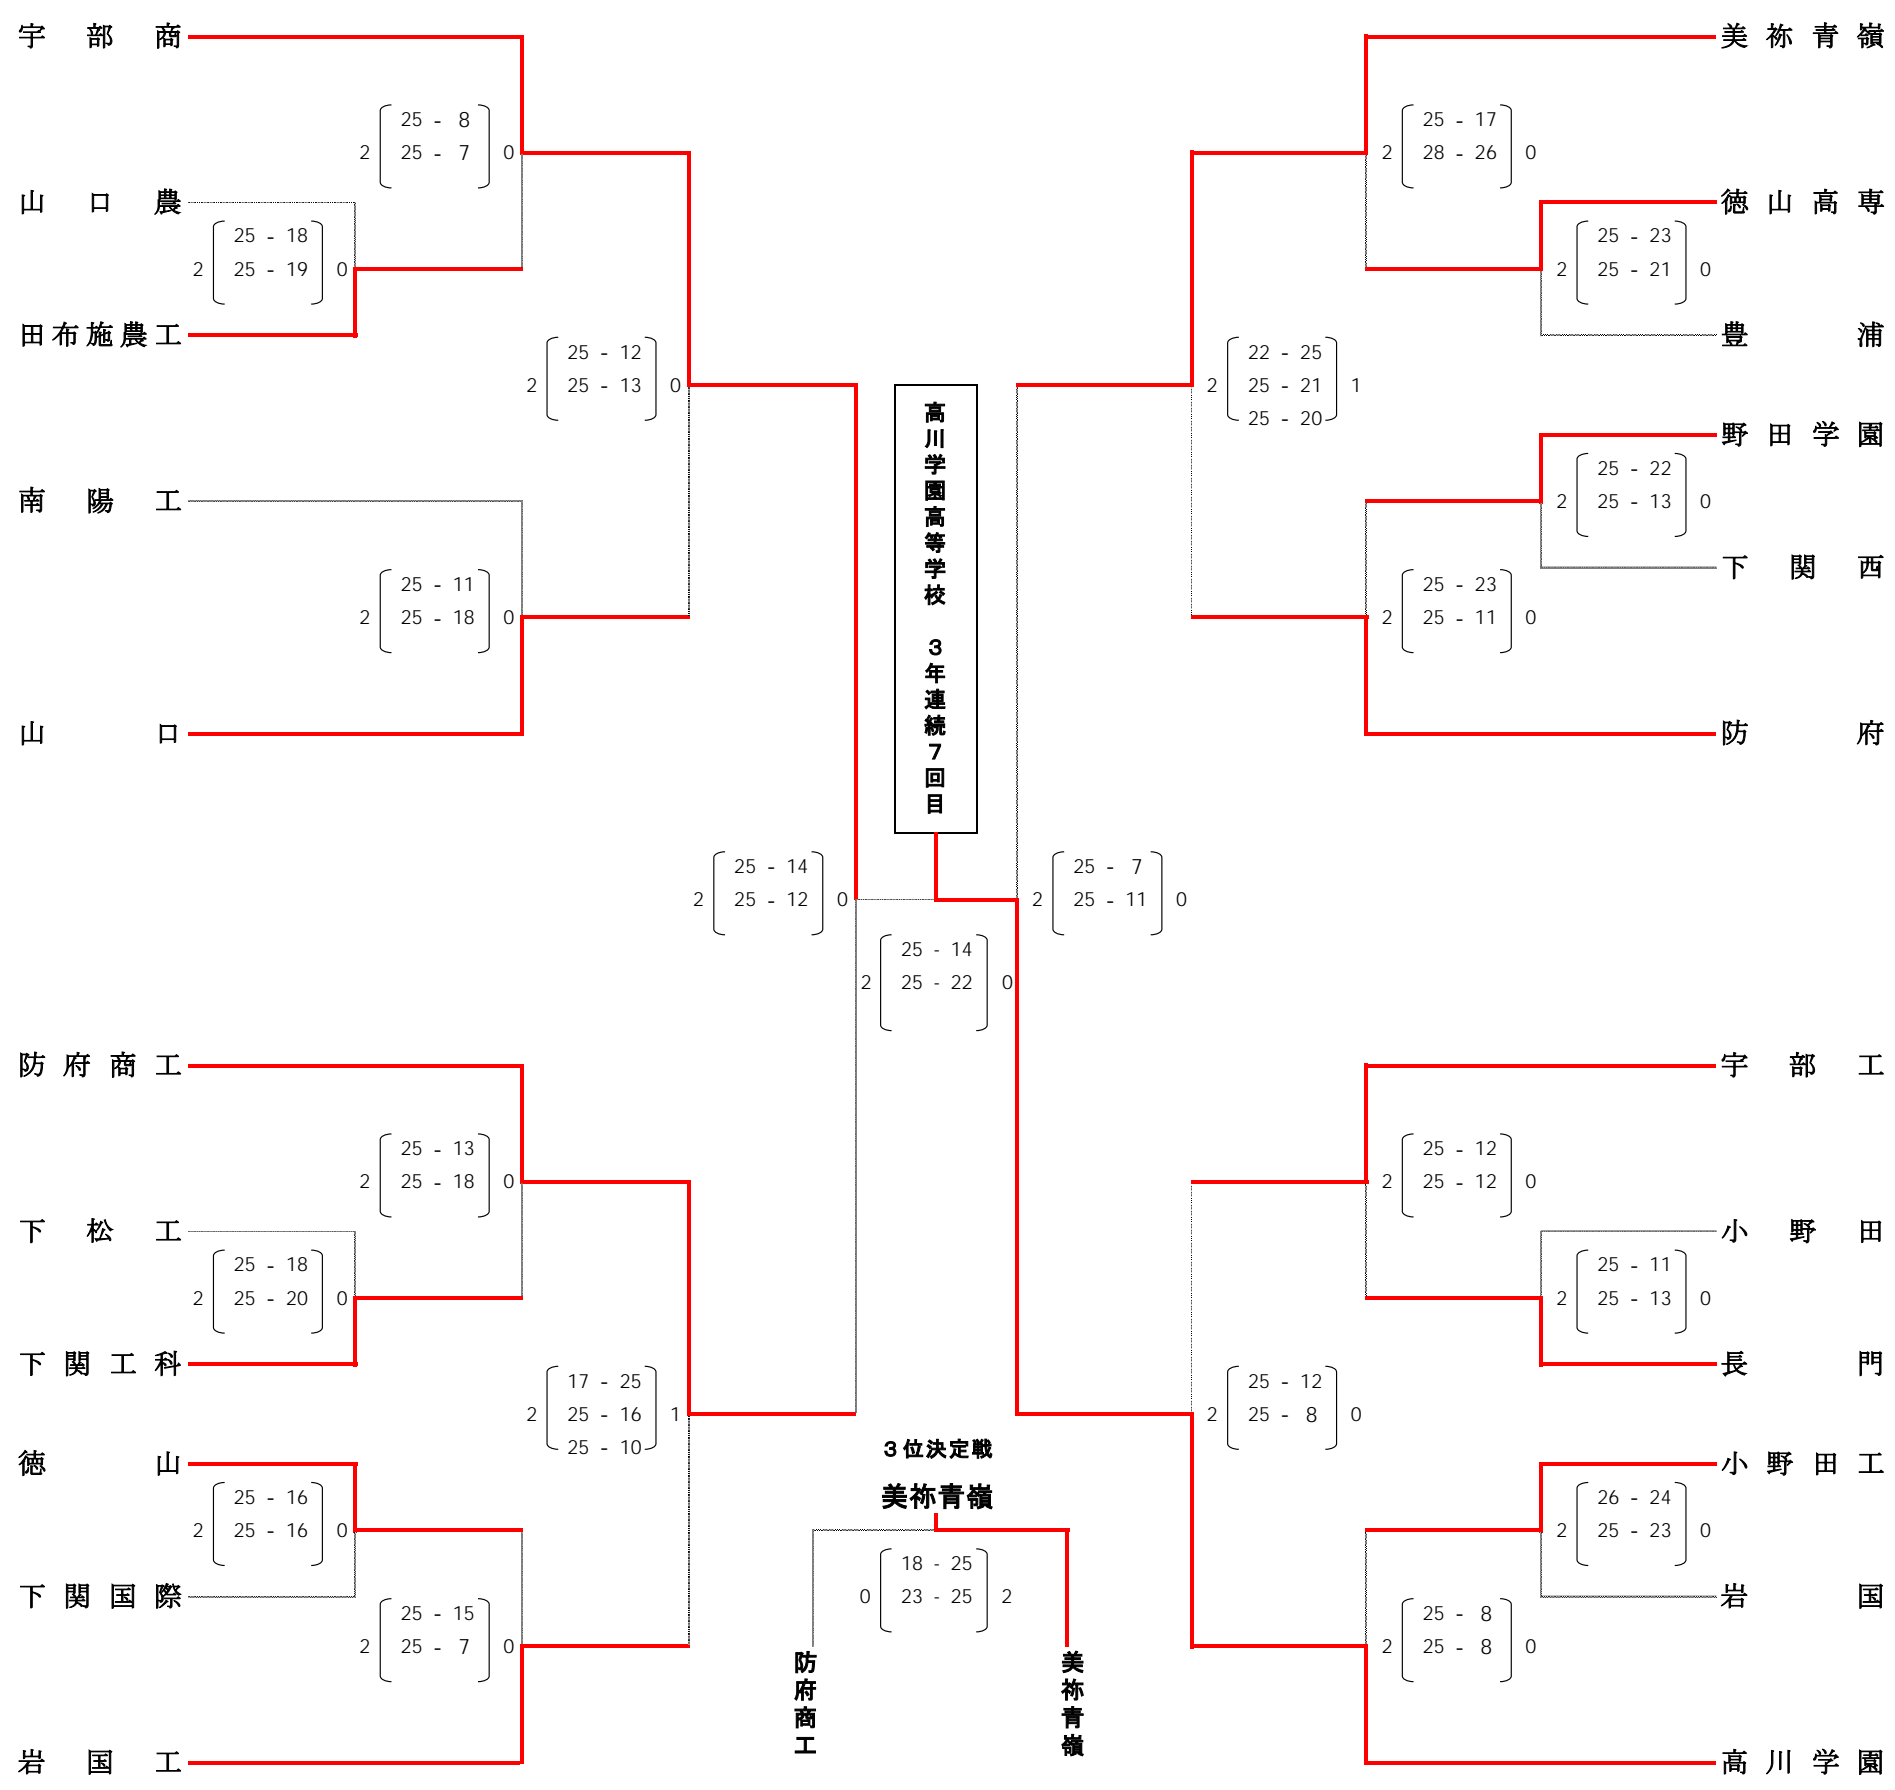 宇部商
2 25 - 8 0
25 - 7
山口農
2 25 - 18 0
25 - 19
田布施農工
2 25 - 12 0
25 - 13
南陽工
2 25 - 11 0
25 - 18
山口
2 25 - 14 0
25 - 12
防府商工
2 25 - 13 0
25 - 18
下松工
2 25 - 18 0
25 - 20
下関工科
2 17 - 25 1
25 - 16
25 - 10
徳山
2 25 - 16 0
25 - 16
下関国際
2 25 - 15 0
25 - 7
岩国工
高川学園高等学校 3年連続7回目
2 25 - 14 0
25 - 22
3位決定戦
美祢青嶺
0 18 - 25 2
23 - 25
防府商工
美祢青嶺
美祢青嶺
2 25 - 17 0
28 - 26
徳山高専
2 25 - 23 0
25 - 21
豊浦
2 22 - 25 1
25 - 21
25 - 20
野田学園
2 25 - 22 0
25 - 13
下関西
2 25 - 23 0
25 - 11
防府
2 25 - 7 0
25 - 11
宇部工
2 25 - 12 0
25 - 12
小野田
2 25 - 11 0
25 - 13
長門
2 25 - 12 0
25 - 8
小野田工
2 26 - 24 0
25 - 23
岩国
2 25 - 8 0
25 - 8
高川学園